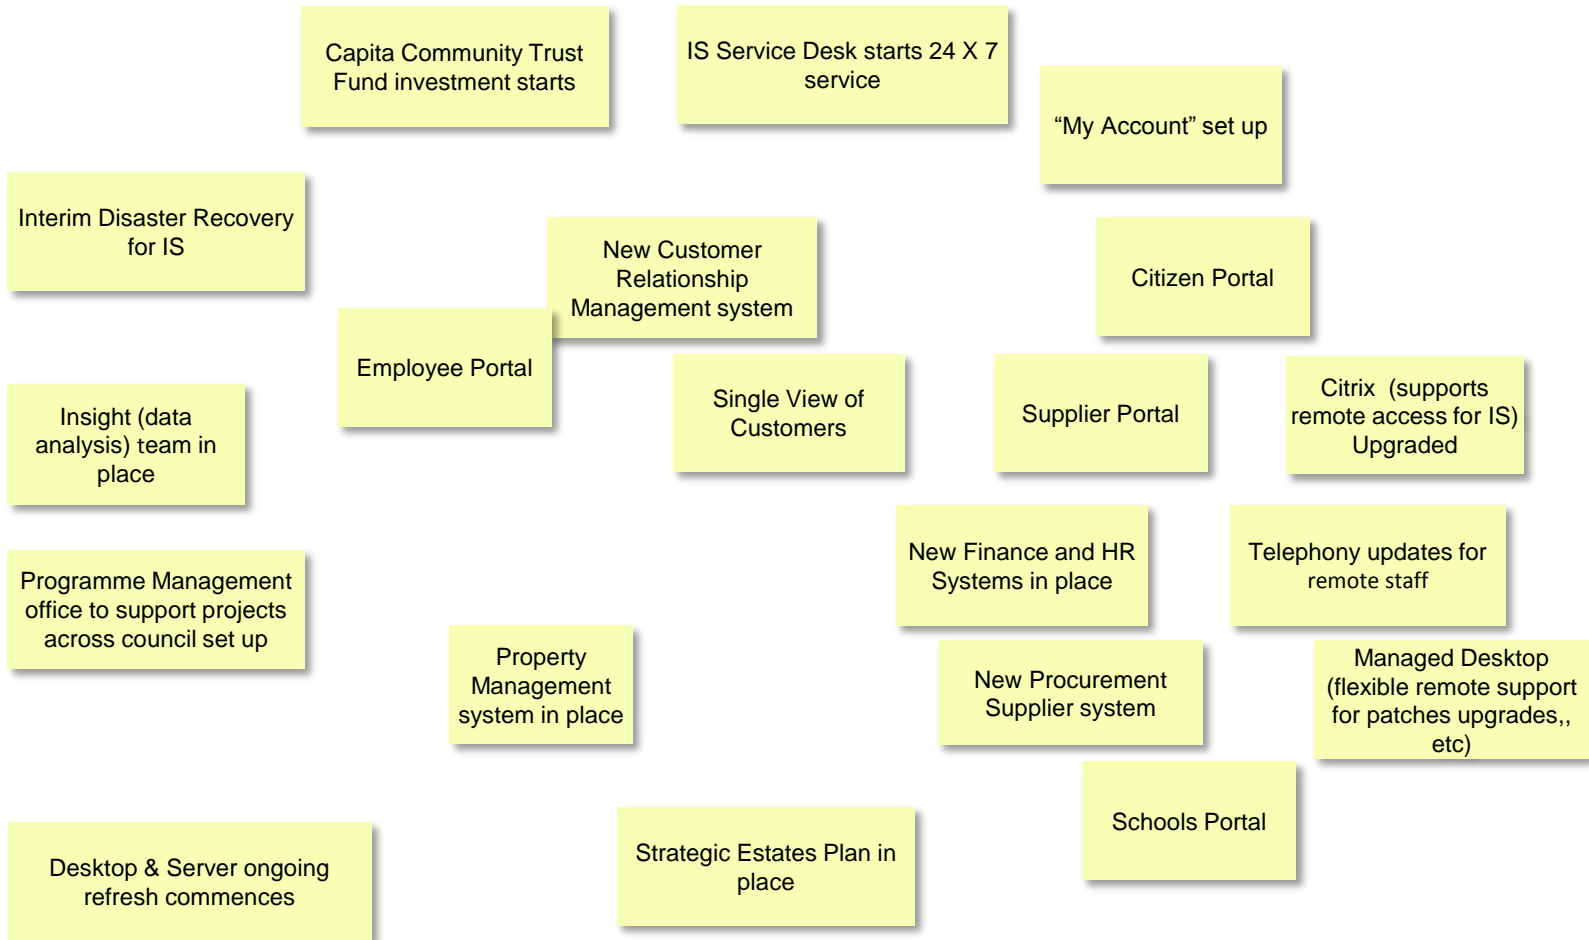 Capita Community Trust
Fund investment starts
IS Service Desk starts 24 X 7
service
“My Account” set up
Interim Disaster Recovery
for IS
New Customer
Relationship
Management system
Citizen Portal
Employee Portal
Single View of
Customers
Supplier Portal
Citrix  (supports
remote access for IS)
Upgraded
Insight (data
analysis) team in
place
New Finance and HR
Systems in place
Telephony updates for
remote staff
Programme Management
office to support projects
across council set up
Property
Management
system in place
New Procurement
Supplier system
Managed Desktop
(flexible remote support
for patches upgrades,,
etc)
Schools Portal
Strategic Estates Plan in
place
Desktop & Server ongoing
refresh commences